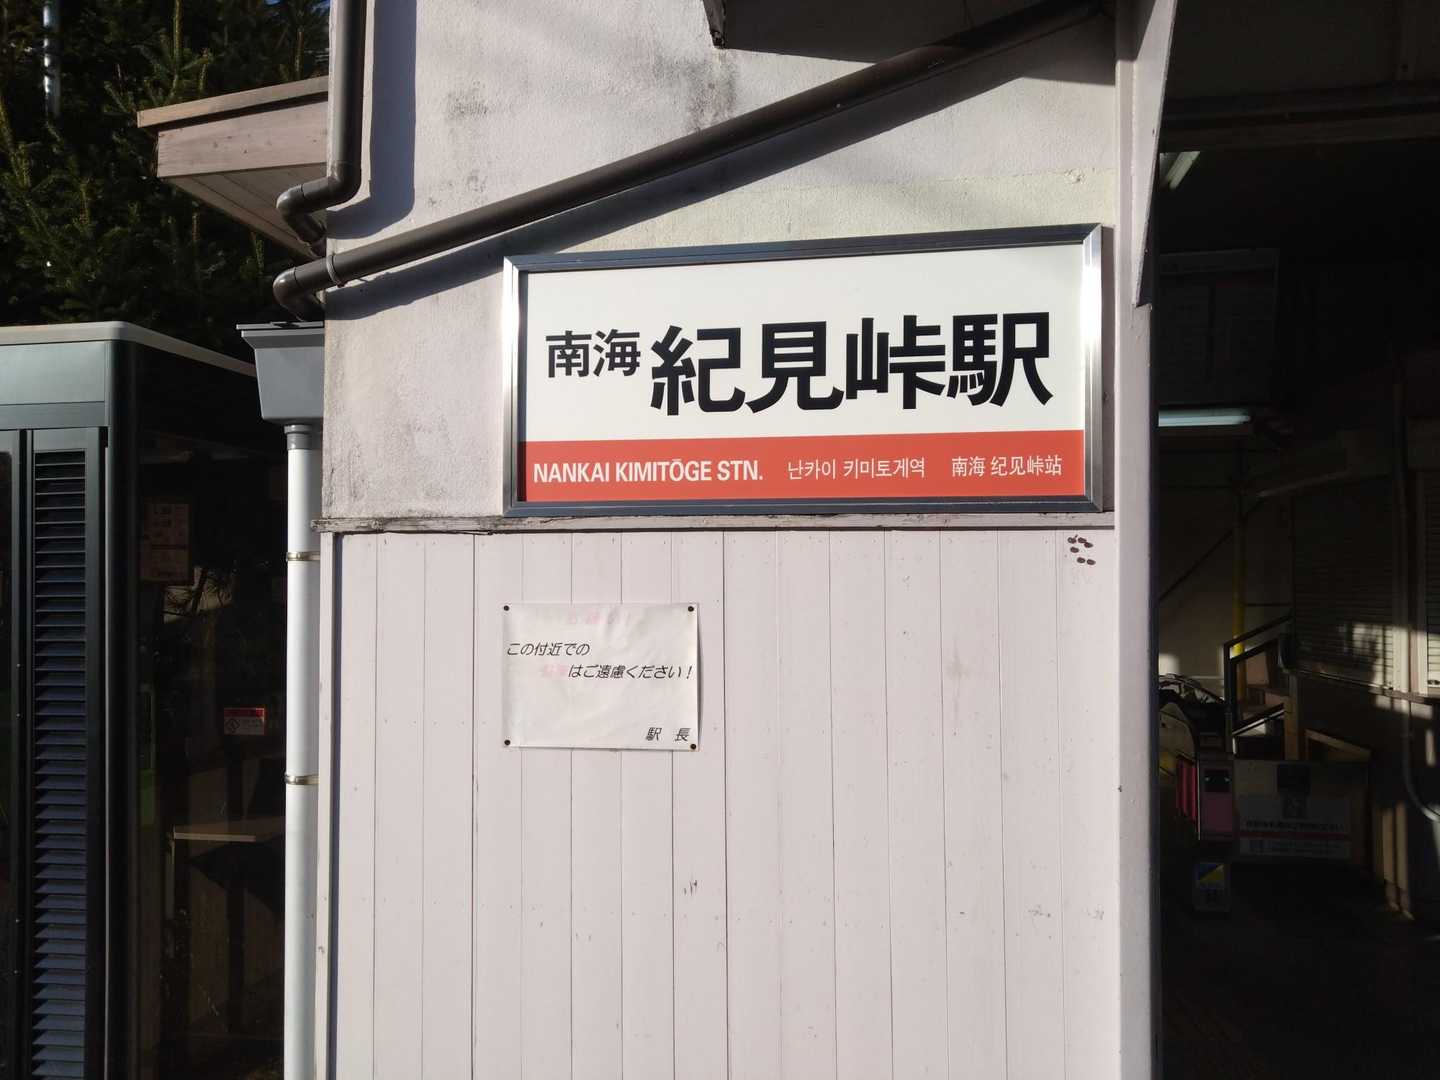 南海 紀見峠駅
NANKAI KIMITŌGE STN. 난카이 키미토게역 南海 纪见峠站
この付近での
はご遠慮ください！
駅 長